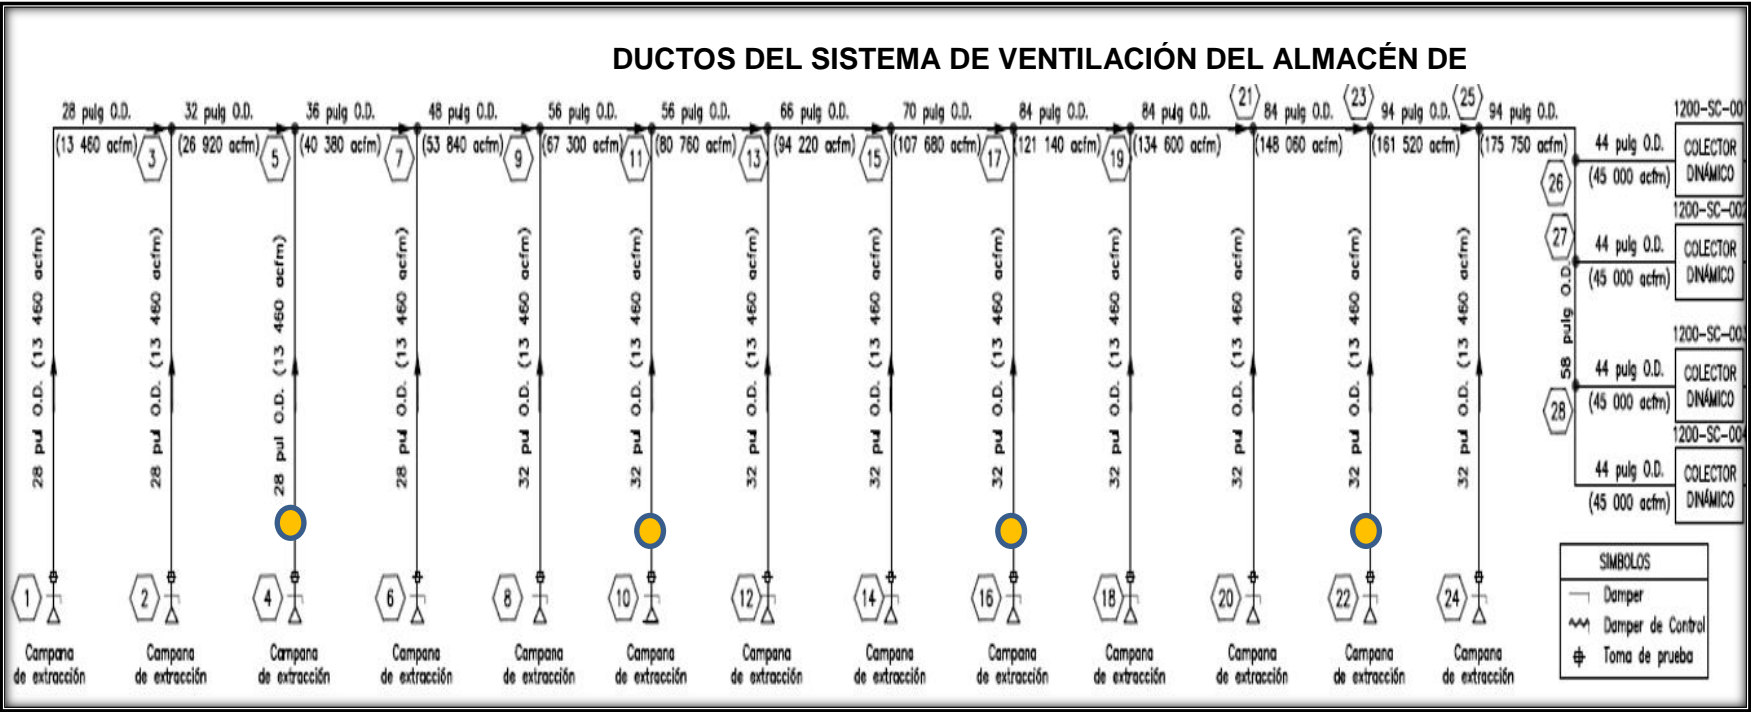 DUCTOS DEL SISTEMA DE VENTILACIÓN DEL ALMACÉN DE
28 pulg O.D. 32 pulg O.D. 36 pulg O.D. 48 pulg O.D. 56 pulg O.D. 56 pulg O.D. 66 pulg O.D. 70 pulg O.D. 84 pulg O.D. 84 pulg O.D. 21 84 pulg O.D. 23 94 pulg O.D. 25 94 pulg O.D.
(13 460 acfm) 3 (26 920 acfm) 5 (40 380 acfm) 7 (53 840 acfm) 9 (67 300 acfm) 11 (80 760 acfm) 13 (94 220 acfm) 15 (107 680 acfm) 17 (121 140 acfm) 19 (134 600 acfm) (148 060 acfm) (161 520 acfm) (175 750 acfm)
28 pul O.D. (13 460 acfm)
28 pul O.D. (13 460 acfm)
28 pul O.D. (13 460 acfm)
28 pul O.D. (13 460 acfm)
32 pul O.D. (13 460 acfm)
32 pul O.D. (13 460 acfm)
32 pul O.D. (13 460 acfm)
32 pul O.D. (13 460 acfm)
32 pul O.D. (13 460 acfm)
32 pul O.D. (13 460 acfm)
32 pul O.D. (13 460 acfm)
32 pul O.D. (13 460 acfm)
32 pul O.D. (13 460 acfm)
1200-SC-00
44 pulg O.D.
(45 000 acfm)
COLECTOR
DINÁMICO
26
1200-SC-002
27
44 pulg O.D.
(45 000 acfm)
COLECTOR
DINÁMICO
58 pulg O.D.
1200-SC-003
44 pulg O.D.
(45 000 acfm)
COLECTOR
DINÁMICO
28
1200-SC-004
44 pulg O.D.
(45 000 acfm)
COLECTOR
DINÁMICO
1 2 4 6 8 10 12 14 16 18 20 22 24
Campana Campana Campana Campana Campana Campana Campana Campana Campana Campana Campana Campana Campana
de extracción de extracción de extracción de extracción de extracción de extracción de extracción de extracción de extracción de extracción de extracción de extracción de extracción
SIMBOLOS
Damper
Damper de Control
Toma de prueba